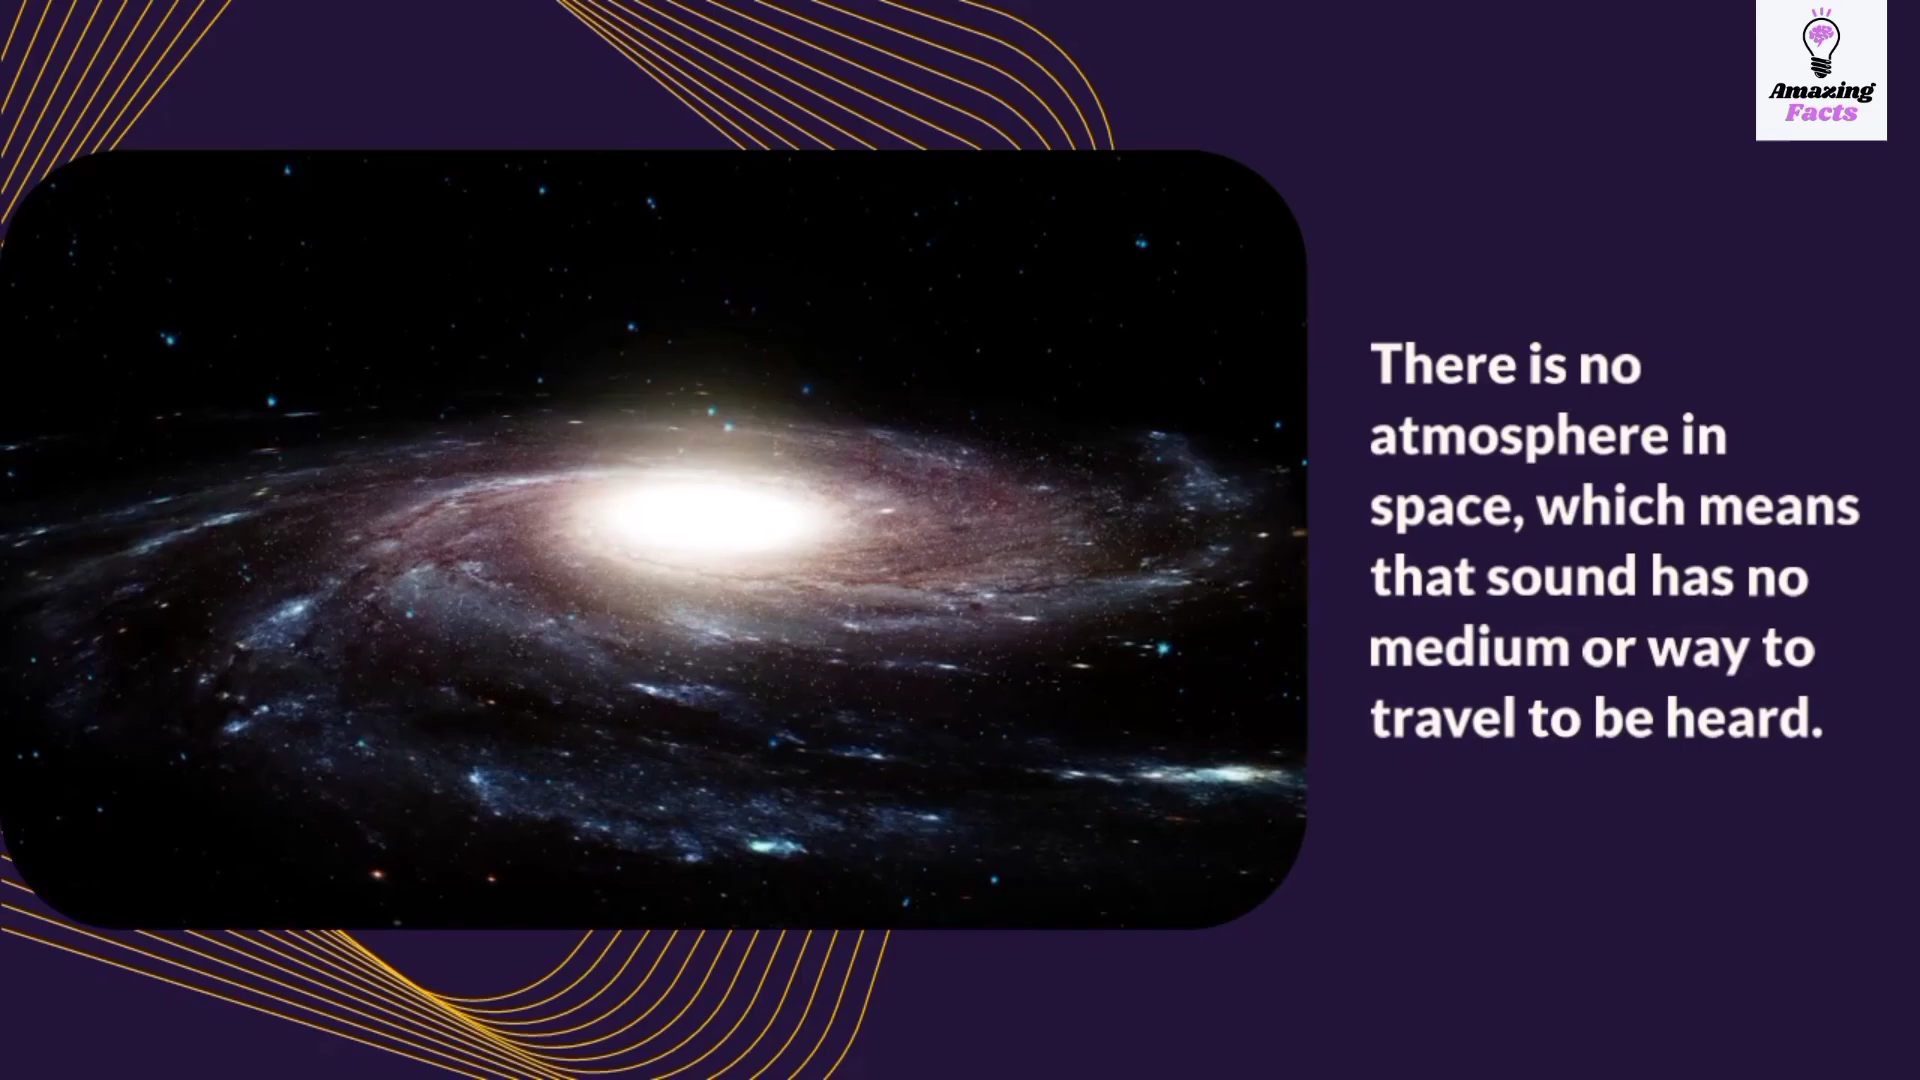 Amazing
Facts
There is no
atmosphere in
space, which means
that sound has no
medium or way to
travel to be heard.